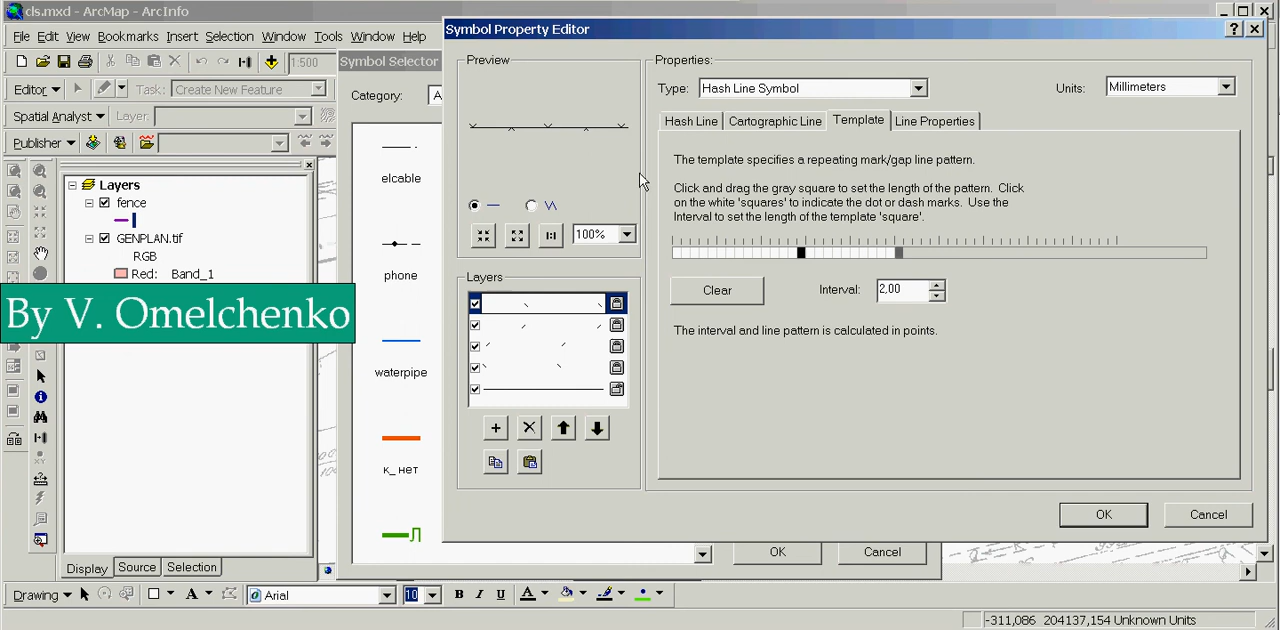 cls.mxd - ArcMap - ArcInfo
File Edit View Bookmarks Insert Selection Window Tools Window Help
1:500
Editor Task: Create New Feature
Spatial Analyst Layer:
Publisher
Layers
fence
GENPLAN.tif
RGB
Red: Band_1
By V. Omelchenko
Display Source Selection
Drawing Arial 10 B I U A
-311,086 204137,154 Unknown Units
Symbol Selector
Category: A
elcable
phone
waterpipe
к_ нет
Л
OK Cancel
Symbol Property Editor
Preview
100%
1:1
Layers
Properties:
Type: Hash Line Symbol Units: Millimeters
Hash Line Cartographic Line Template Line Properties
The template specifies a repeating mark/gap line pattern.
Click and drag the gray square to set the length of the pattern. Click
on the white 'squares' to indicate the dot or dash marks. Use the
Interval to set the length of the template 'square'.
Clear Interval: 2,00
The interval and line pattern is calculated in points.
OK Cancel